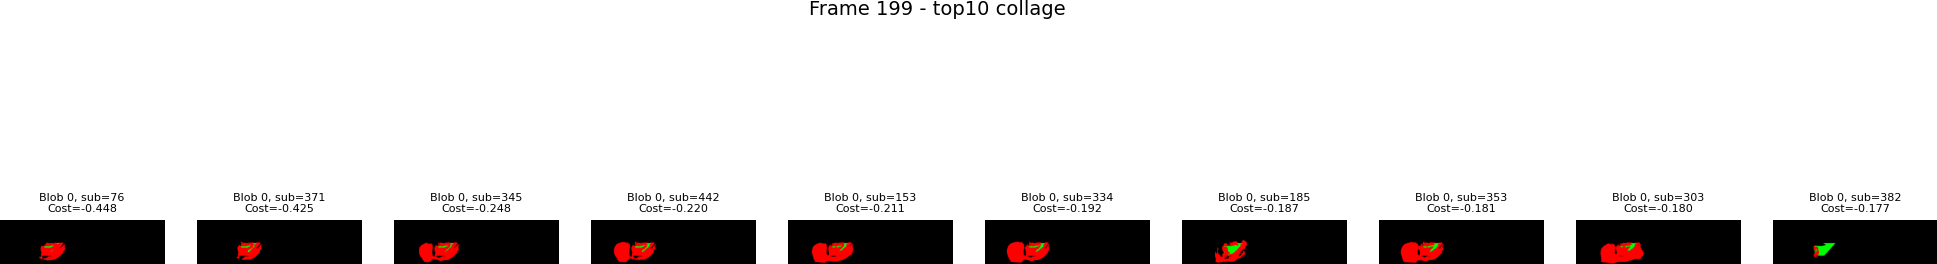 Frame 199 - top10 collage
Blob 0, sub=76
Cost=-0.448
Blob 0, sub=371
Cost=-0.425
Blob 0, sub=345
Cost=-0.248
Blob 0, sub=442
Cost=-0.220
Blob 0, sub=153
Cost=-0.211
Blob 0, sub=334
Cost=-0.192
Blob 0, sub=185
Cost=-0.187
Blob 0, sub=353
Cost=-0.181
Blob 0, sub=303
Cost=-0.180
Blob 0, sub=382
Cost=-0.177